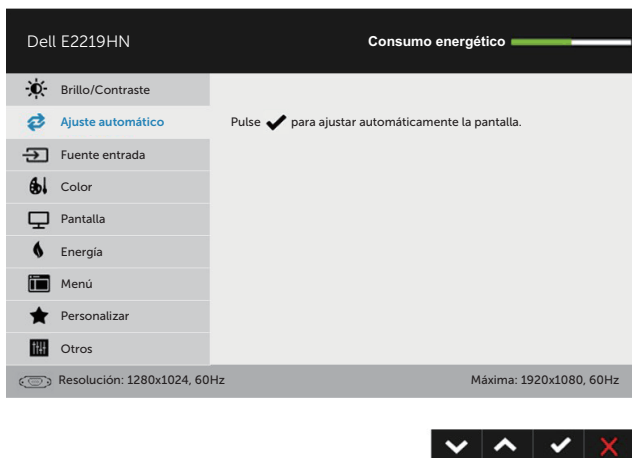 Dell E2219HN
Consumo energético
Brillo/Contraste
Ajuste automático
Pulse para ajustar automáticamente la pantalla.
Fuente entrada
Color
Pantalla
Energía
Menú
Personalizar
Otros
Resolución: 1280x1024, 60Hz
Máxima: 1920x1080, 60Hz